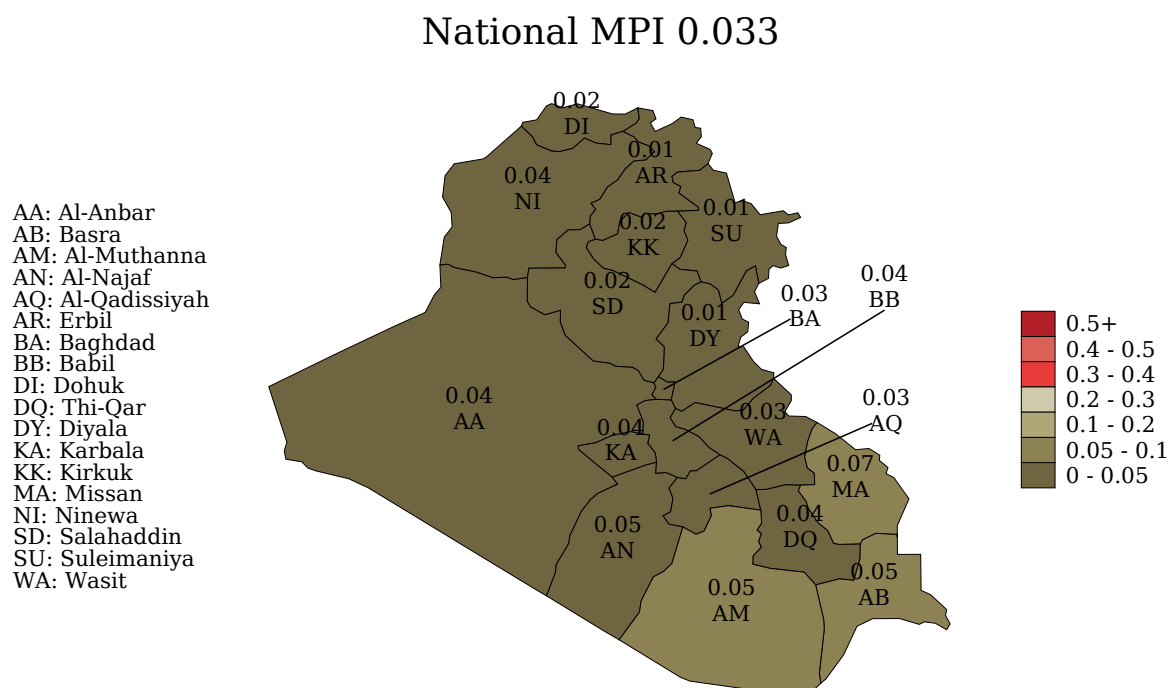 National MPI 0.033
0.02
DI
0.01
AR
0.04
NI
0.01
SU
0.02
KK
0.02
SD
0.01
DY
0.03
BA
0.04
BB
0.04
AA
0.04
KA
0.03
WA
0.03
AQ
0.07
MA
0.05
AN
0.04
DQ
0.05
AM
0.05
AB
AA: Al-Anbar
AB: Basra
AM: Al-Muthanna
AN: Al-Najaf
AQ: Al-Qadissiyah
AR: Erbil
BA: Baghdad
BB: Babil
DI: Dohuk
DQ: Thi-Qar
DY: Diyala
KA: Karbala
KK: Kirkuk
MA: Missan
NI: Ninewa
SD: Salahaddin
SU: Suleimaniya
WA: Wasit
0.5+
0.4 - 0.5
0.3 - 0.4
0.2 - 0.3
0.1 - 0.2
0.05 - 0.1
0 - 0.05